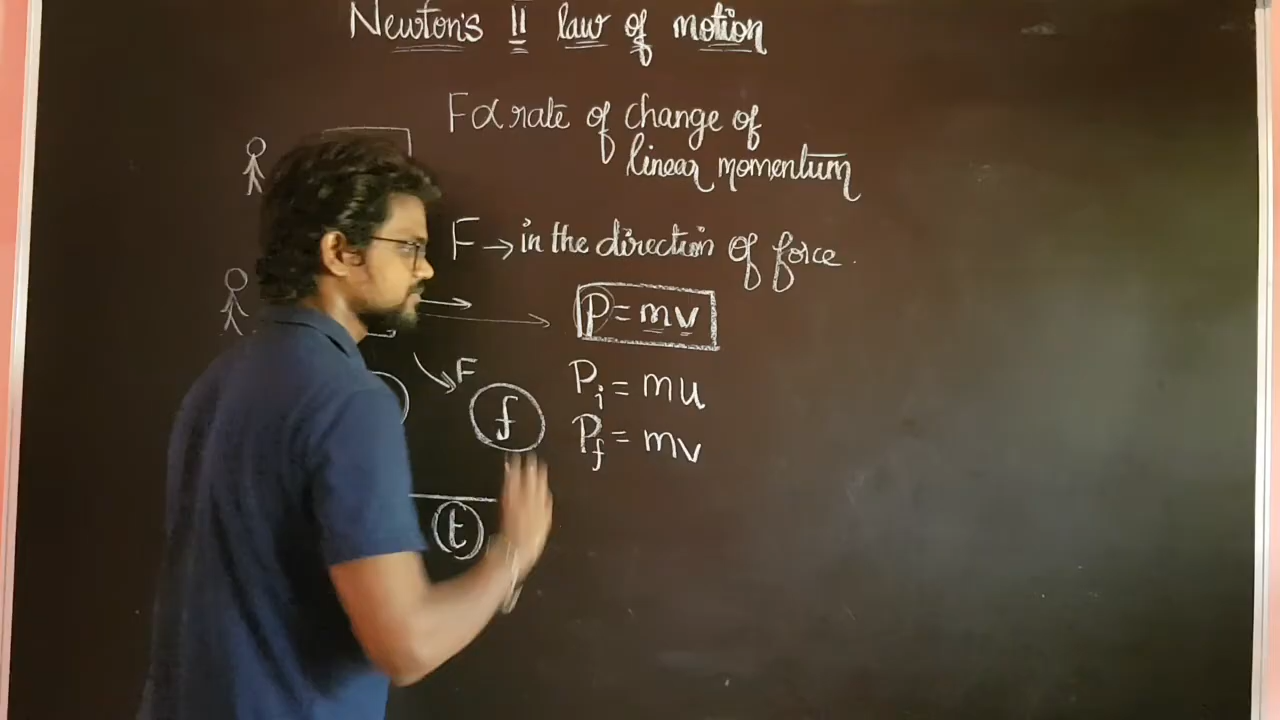 Newton's II law of motion
F α rate of change of
linear momentum
F → in the direction of force.
P = mv
F
Pi = mu
f
Pf = mv
t